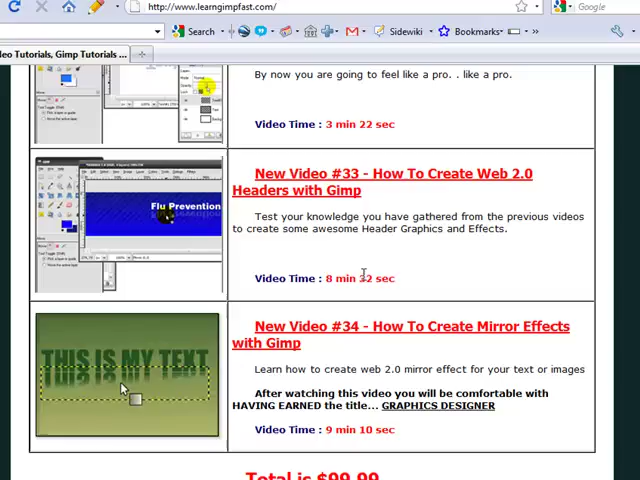 http://www.learngimpfast.com/
Google
Search
Sidewiki
Bookmarks
eo Tutorials, Gimp Tutorials ...
By now you are going to feel like a pro. . like a pro.
Video Time : 3 min 22 sec
New Video #33 - How To Create Web 2.0
Headers with Gimp
Flu Prevention
Test your knowledge you have gathered from the previous videos
to create some awesome Header Graphics and Effects.
Video Time : 8 min 32 sec
New Video #34 - How To Create Mirror Effects
with Gimp
THIS IS MY TEXT
Learn how to create web 2.0 mirror effect for your text or images
After watching this video you will be comfortable with
HAVING EARNED the title... GRAPHICS DESIGNER
Video Time : 9 min 10 sec
Total is $99.99